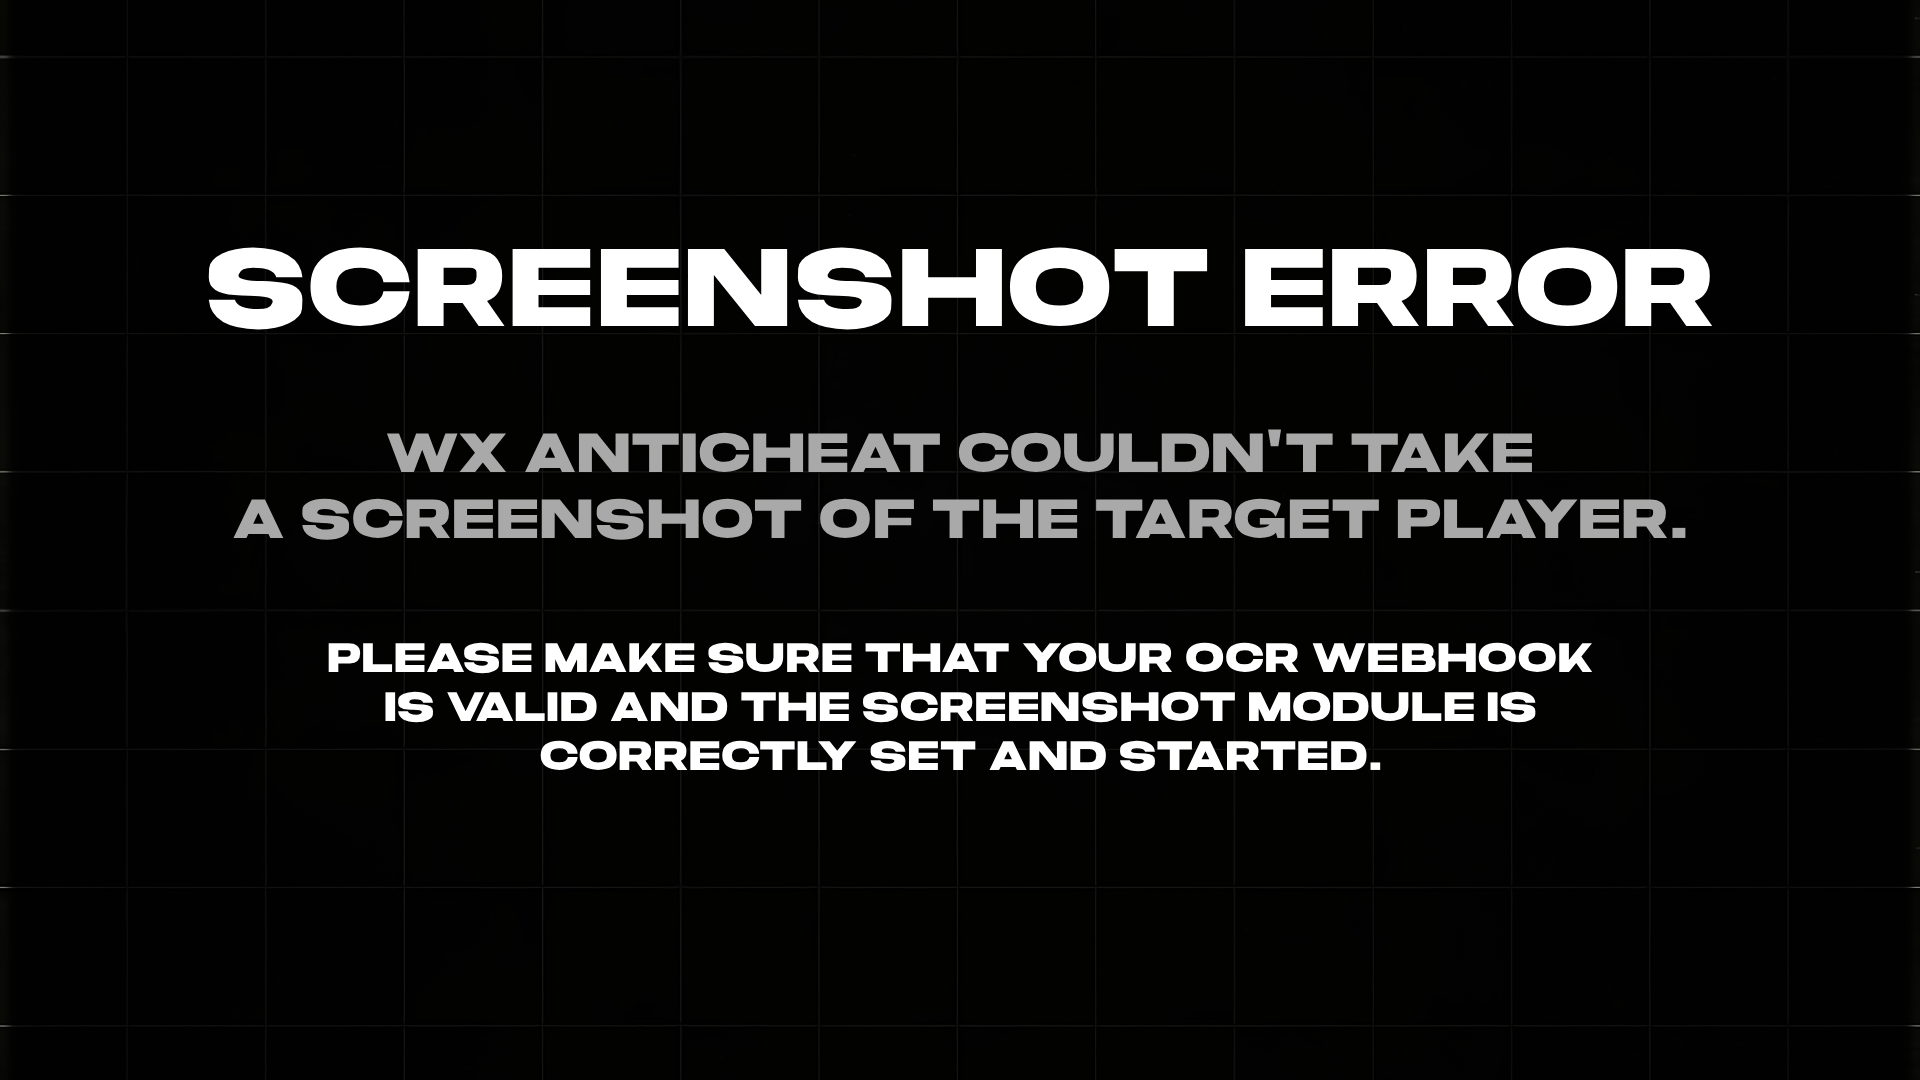 SCREENSHOT ERROR
WX ANTICHEAT COULDN'T TAKE
A SCREENSHOT OF THE TARGET PLAYER.
PLEASE MAKE SURE THAT YOUR OCR WEBHOOK
IS VALID AND THE SCREENSHOT MODULE IS
CORRECTLY SET AND STARTED.